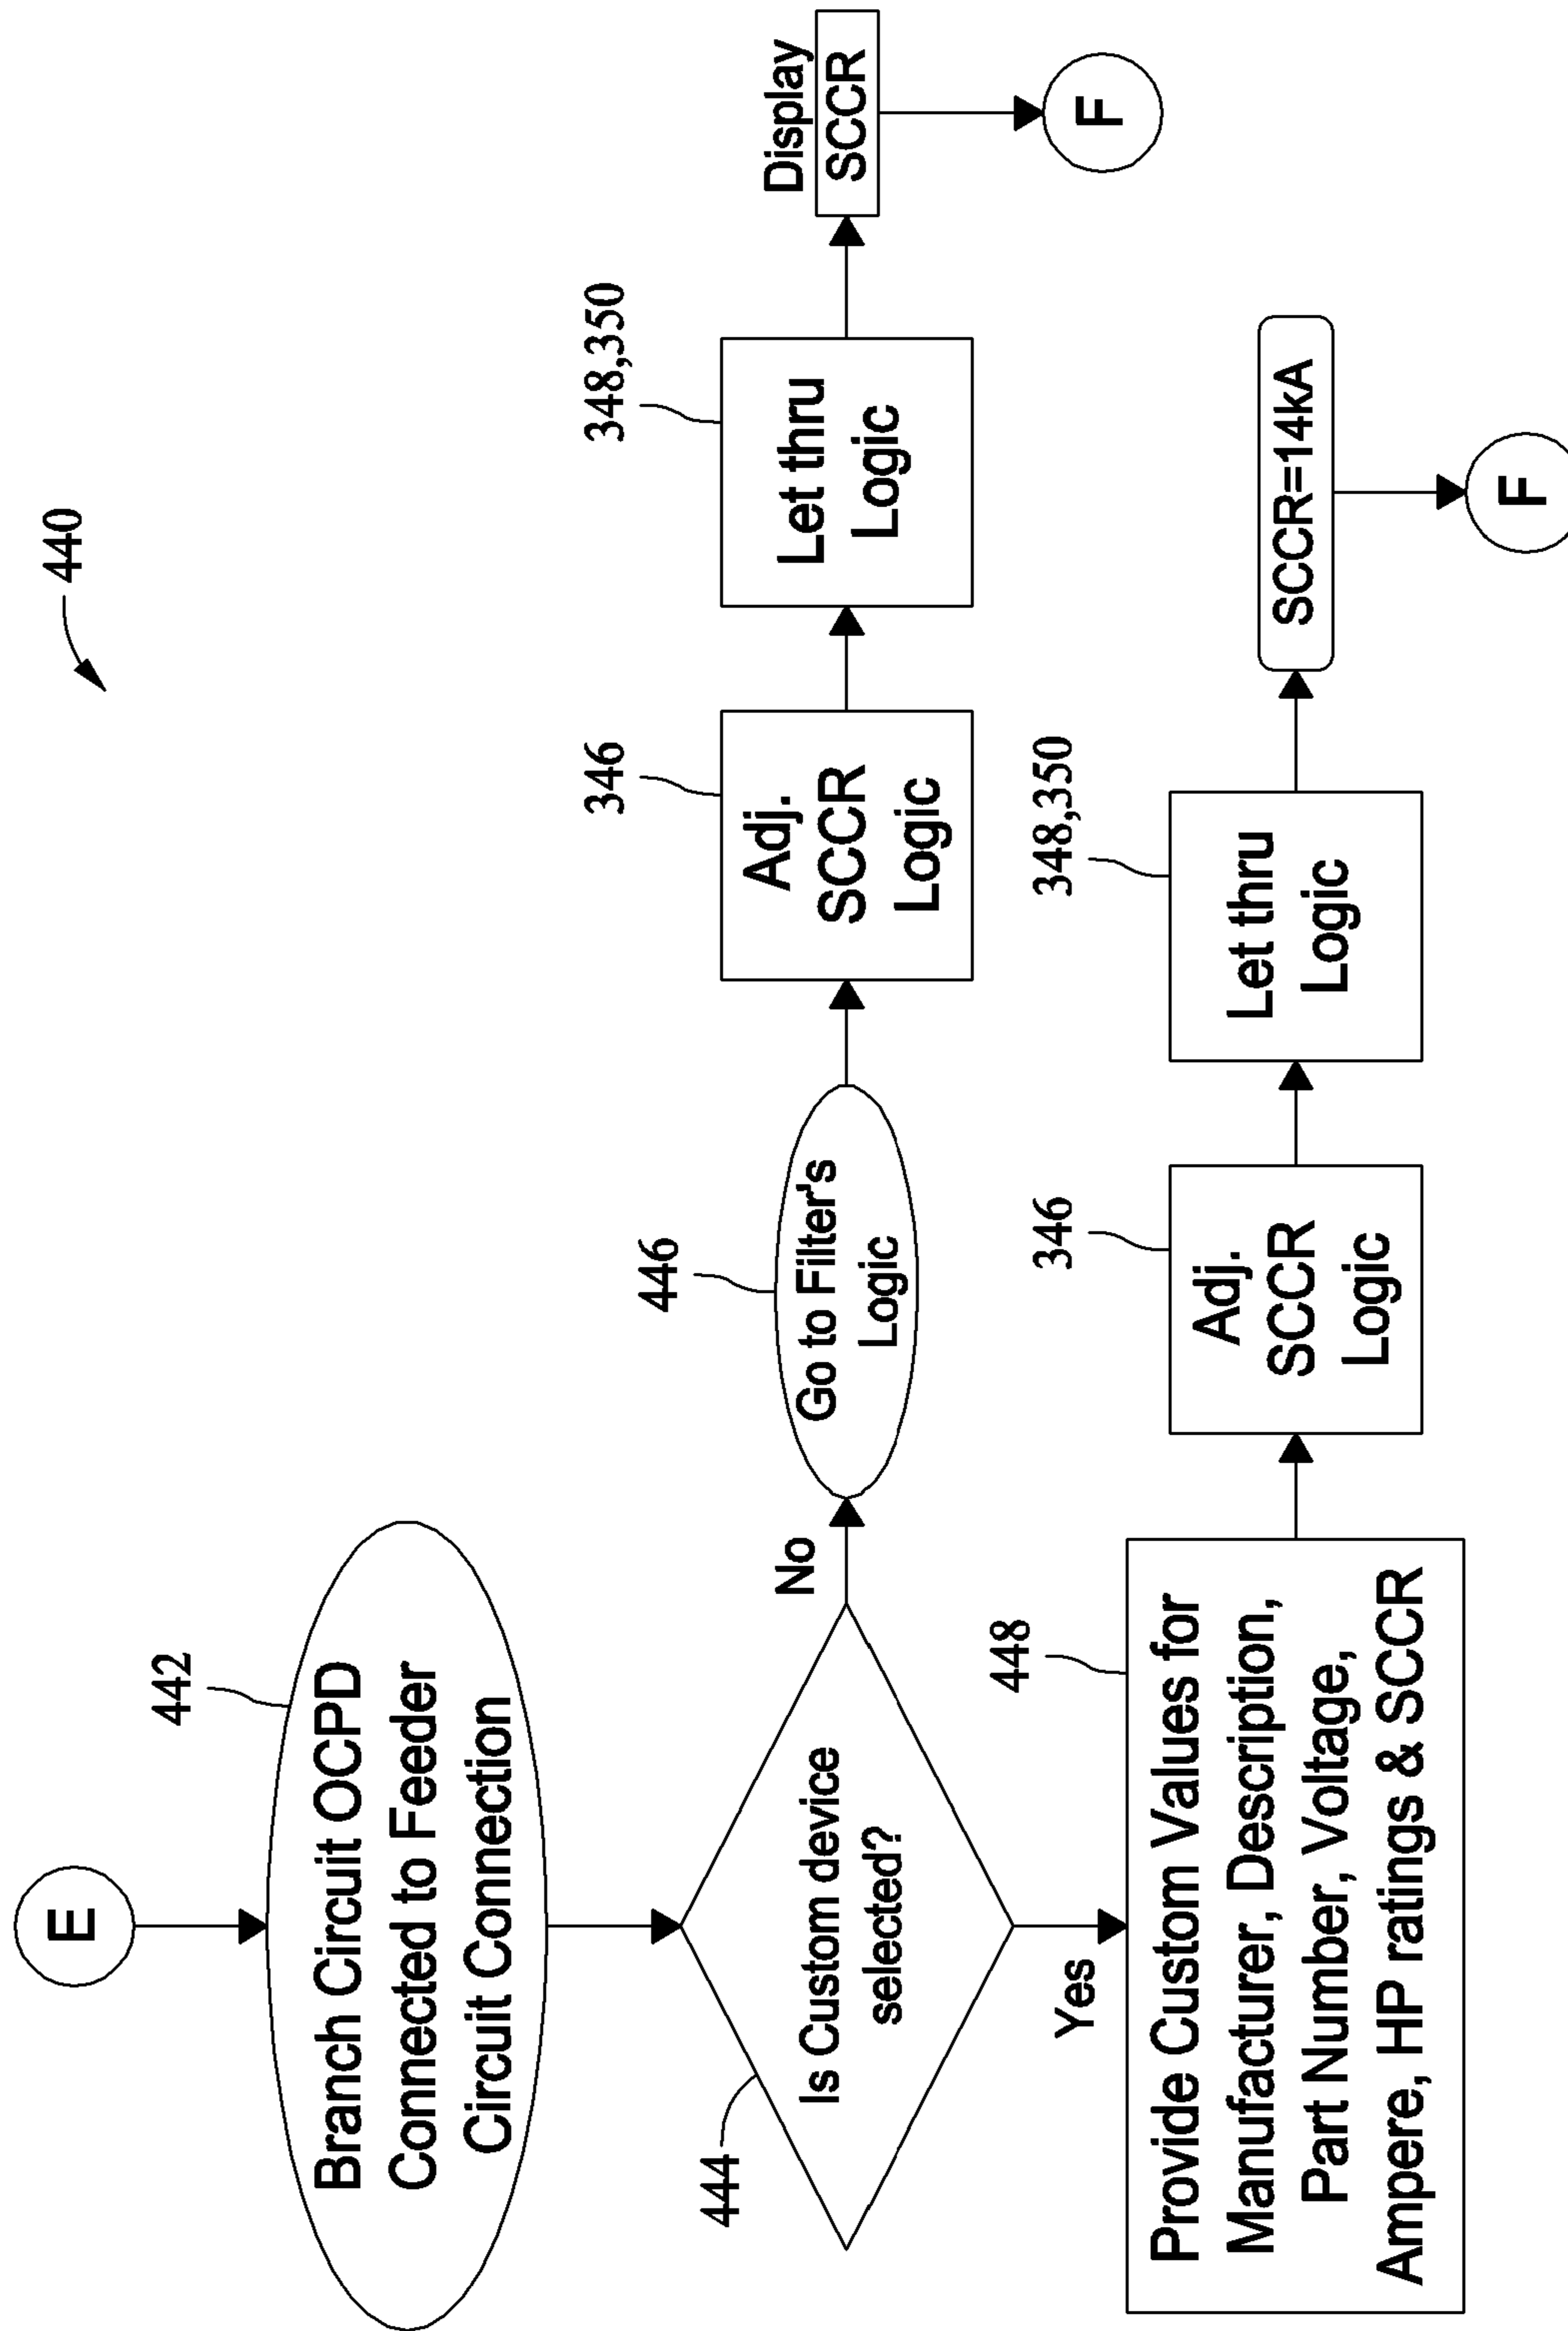 440
E
442
Branch Circuit OCPD
Connected to Feeder
Circuit Connection
444
Is Custom device
selected?
No
446
Go to Filter's
Logic
346
Adj.
SCCR
Logic
348,350
Let thru
Logic
Display
SCCR
F
Yes
448
Provide Custom Values for
Manufacturer, Description,
Part Number, Voltage,
Ampere, HP ratings & SCCR
346
Adj.
SCCR
Logic
348,350
Let thru
Logic
SCCR=14kA
F